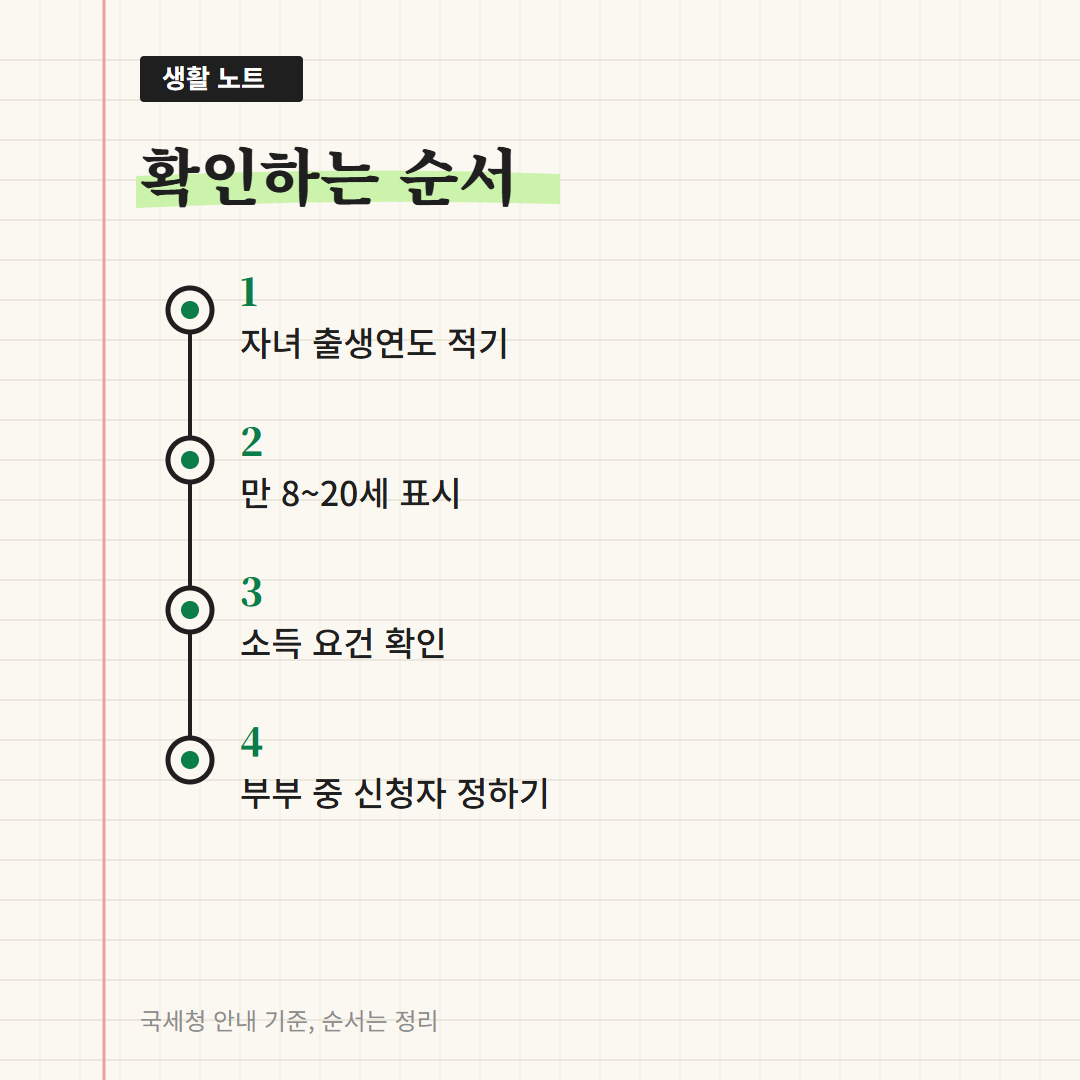 생활 노트
확인하는 순서
1
자녀 출생연도 적기
2
만 8~20세 표시
3
소득 요건 확인
4
부부 중 신청자 정하기
국세청 안내 기준, 순서는 정리